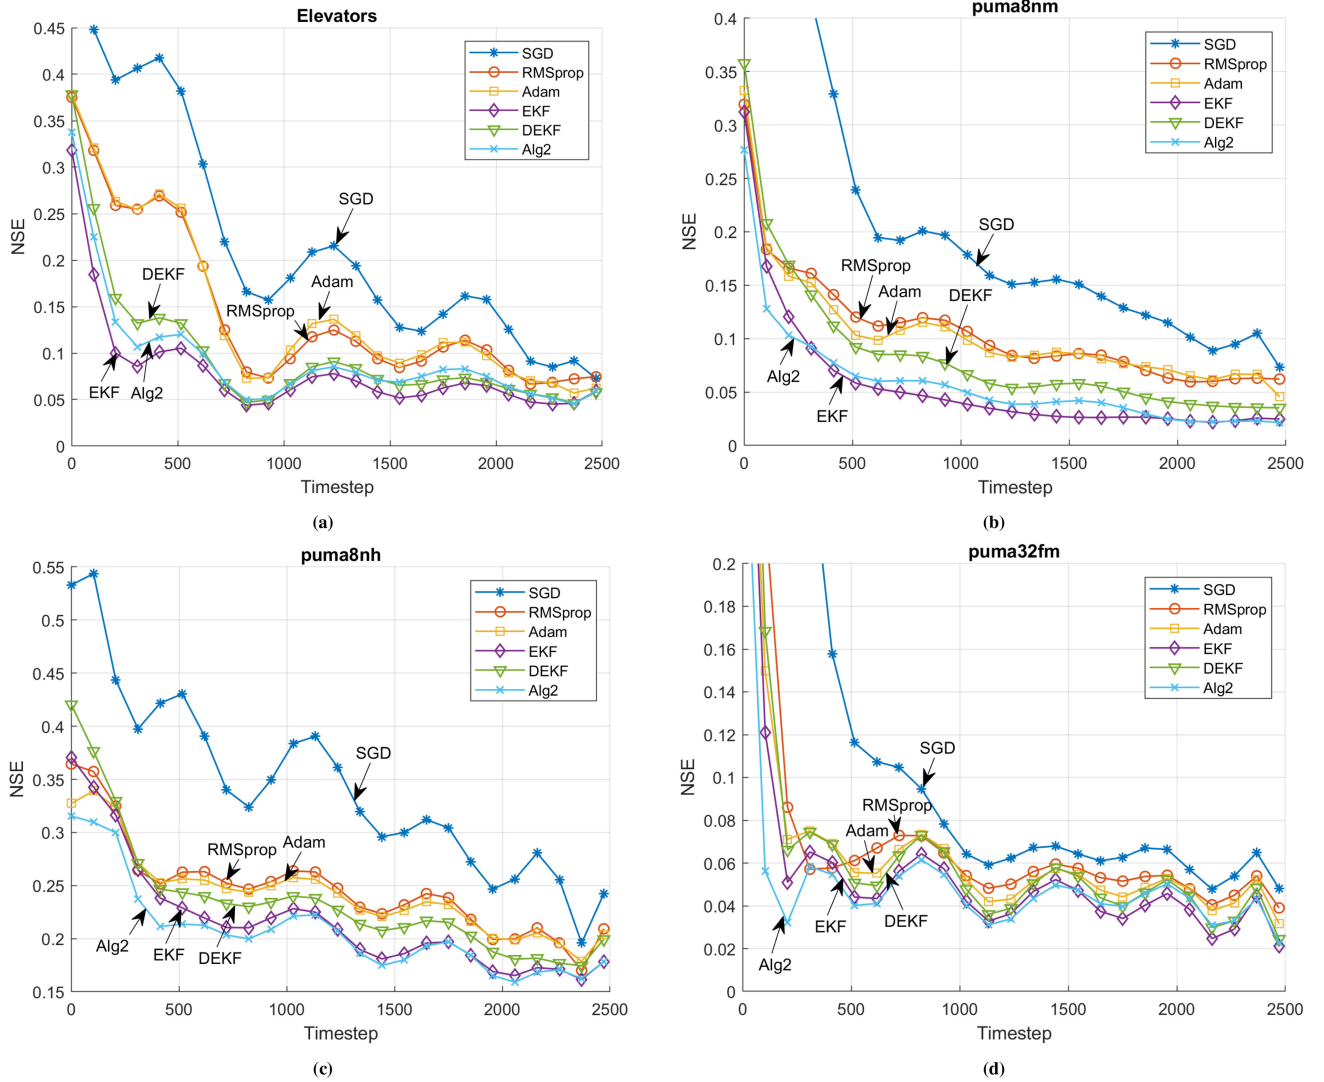 Elevators
0.45
0.4
0.35
0.3
0.25
0.2
0.15
0.1
0.05
0
NSE
0
500
1000
1500
2000
2500
Timestep
SGD
RMSprop
Adam
EKF
DEKF
Alg2
SGD
DEKF
Adam
RMSprop
EKF
Alg2
(a)
puma8nm
0.4
0.35
0.3
0.25
0.2
0.15
0.1
0.05
0
NSE
0
500
1000
1500
2000
2500
Timestep
SGD
RMSprop
Adam
EKF
DEKF
Alg2
SGD
RMSprop
Adam
DEKF
Alg2
EKF
(b)
puma8nh
0.55
0.5
0.45
0.4
0.35
0.3
0.25
0.2
0.15
NSE
0
500
1000
1500
2000
2500
Timestep
SGD
RMSprop
Adam
EKF
DEKF
Alg2
SGD
RMSprop
Adam
Alg2
EKF
DEKF
(c)
puma32fm
0.2
0.18
0.16
0.14
0.12
0.1
0.08
0.06
0.04
0.02
0
NSE
0
500
1000
1500
2000
2500
Timestep
SGD
RMSprop
Adam
EKF
DEKF
Alg2
SGD
RMSprop
Adam
EKF
DEKF
Alg2
(d)